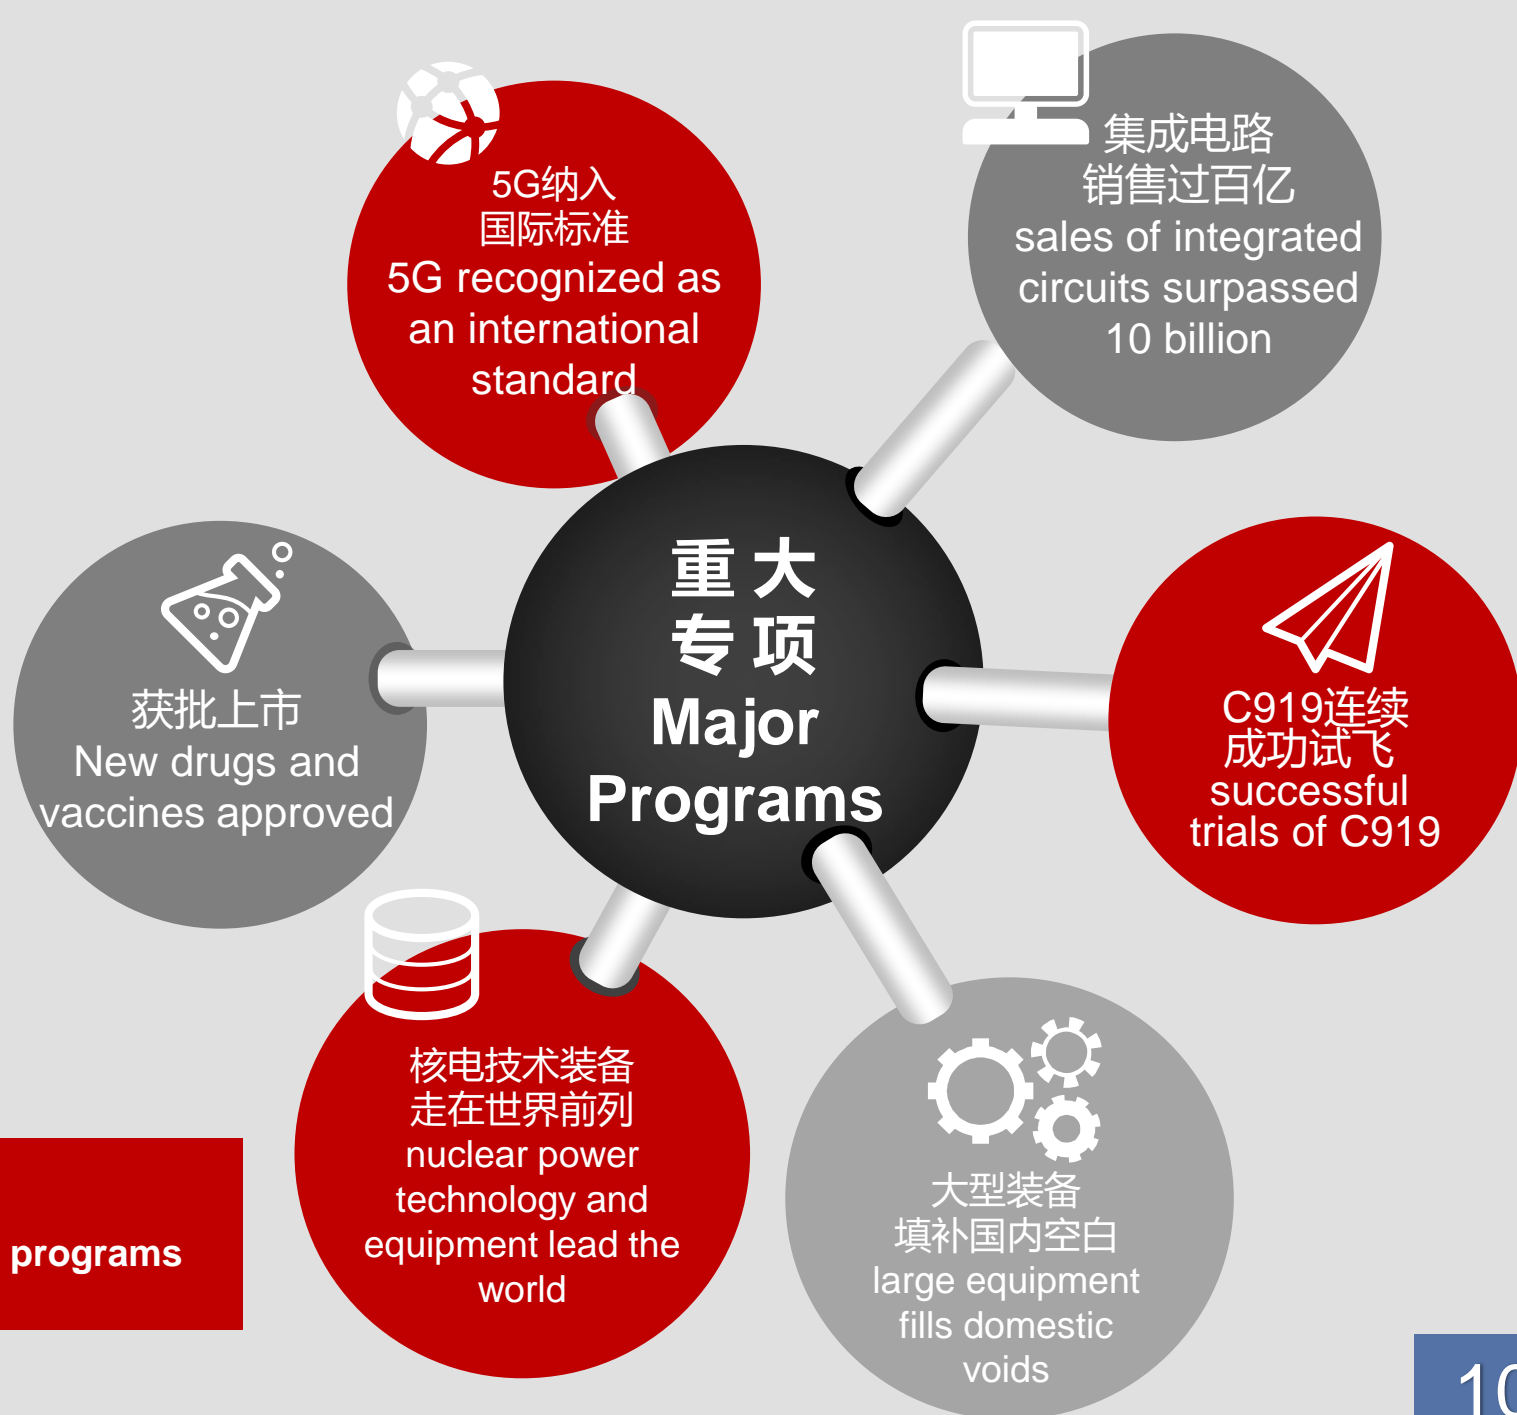 5G纳入
国际标准
5G recognized as
an international
standard
集成电路
销售过百亿
sales of integrated
circuits surpassed
10 billion
重大
专项
Major
Programs
获批上市
New drugs and
vaccines approved
C919连续
成功试飞
successful
trials of C919
核电技术装备
走在世界前列
nuclear power
technology and
equipment lead the
world
大型装备
填补国内空白
large equipment
fills domestic
voids
programs
10